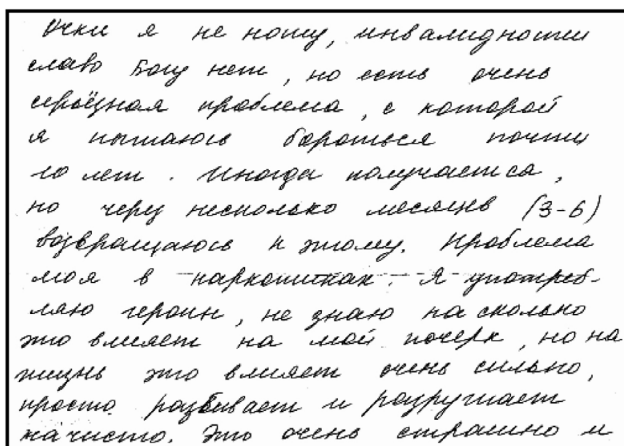 Очки я не ношу, инвалидности
слава Богу нет, но есть очень
серьёзная проблема, с которой
я пытаюсь бороться почти
10 лет. Иногда получается,
но через несколько месяцев (3-6)
возвращаюсь к этому. Проблема
моя в наркотиках. Я употреб-
ляю героин, не знаю на сколько
это влияет на мой почерк, но на
жизнь это влияет очень сильно,
просто разбивает и разрушает
начисто. Это очень страшно и